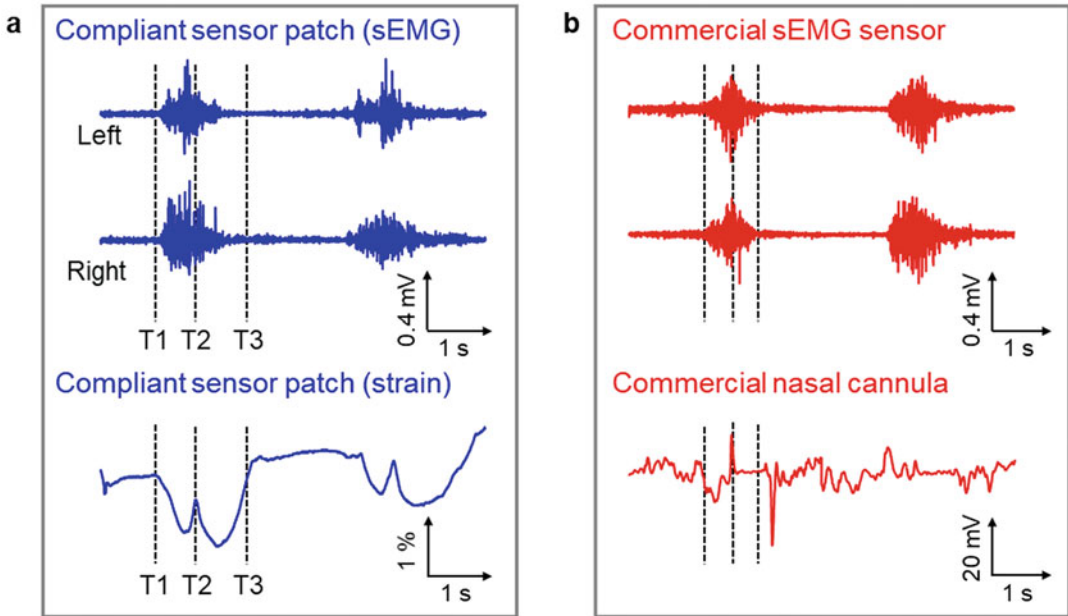 a
Compliant sensor patch (sEMG)
Left
Right
0.4 mV
1 s
T1 T2 T3
Compliant sensor patch (strain)
1 %
1 s
T1 T2 T3
b
Commercial sEMG sensor
0.4 mV
1 s
Commercial nasal cannula
20 mV
1 s